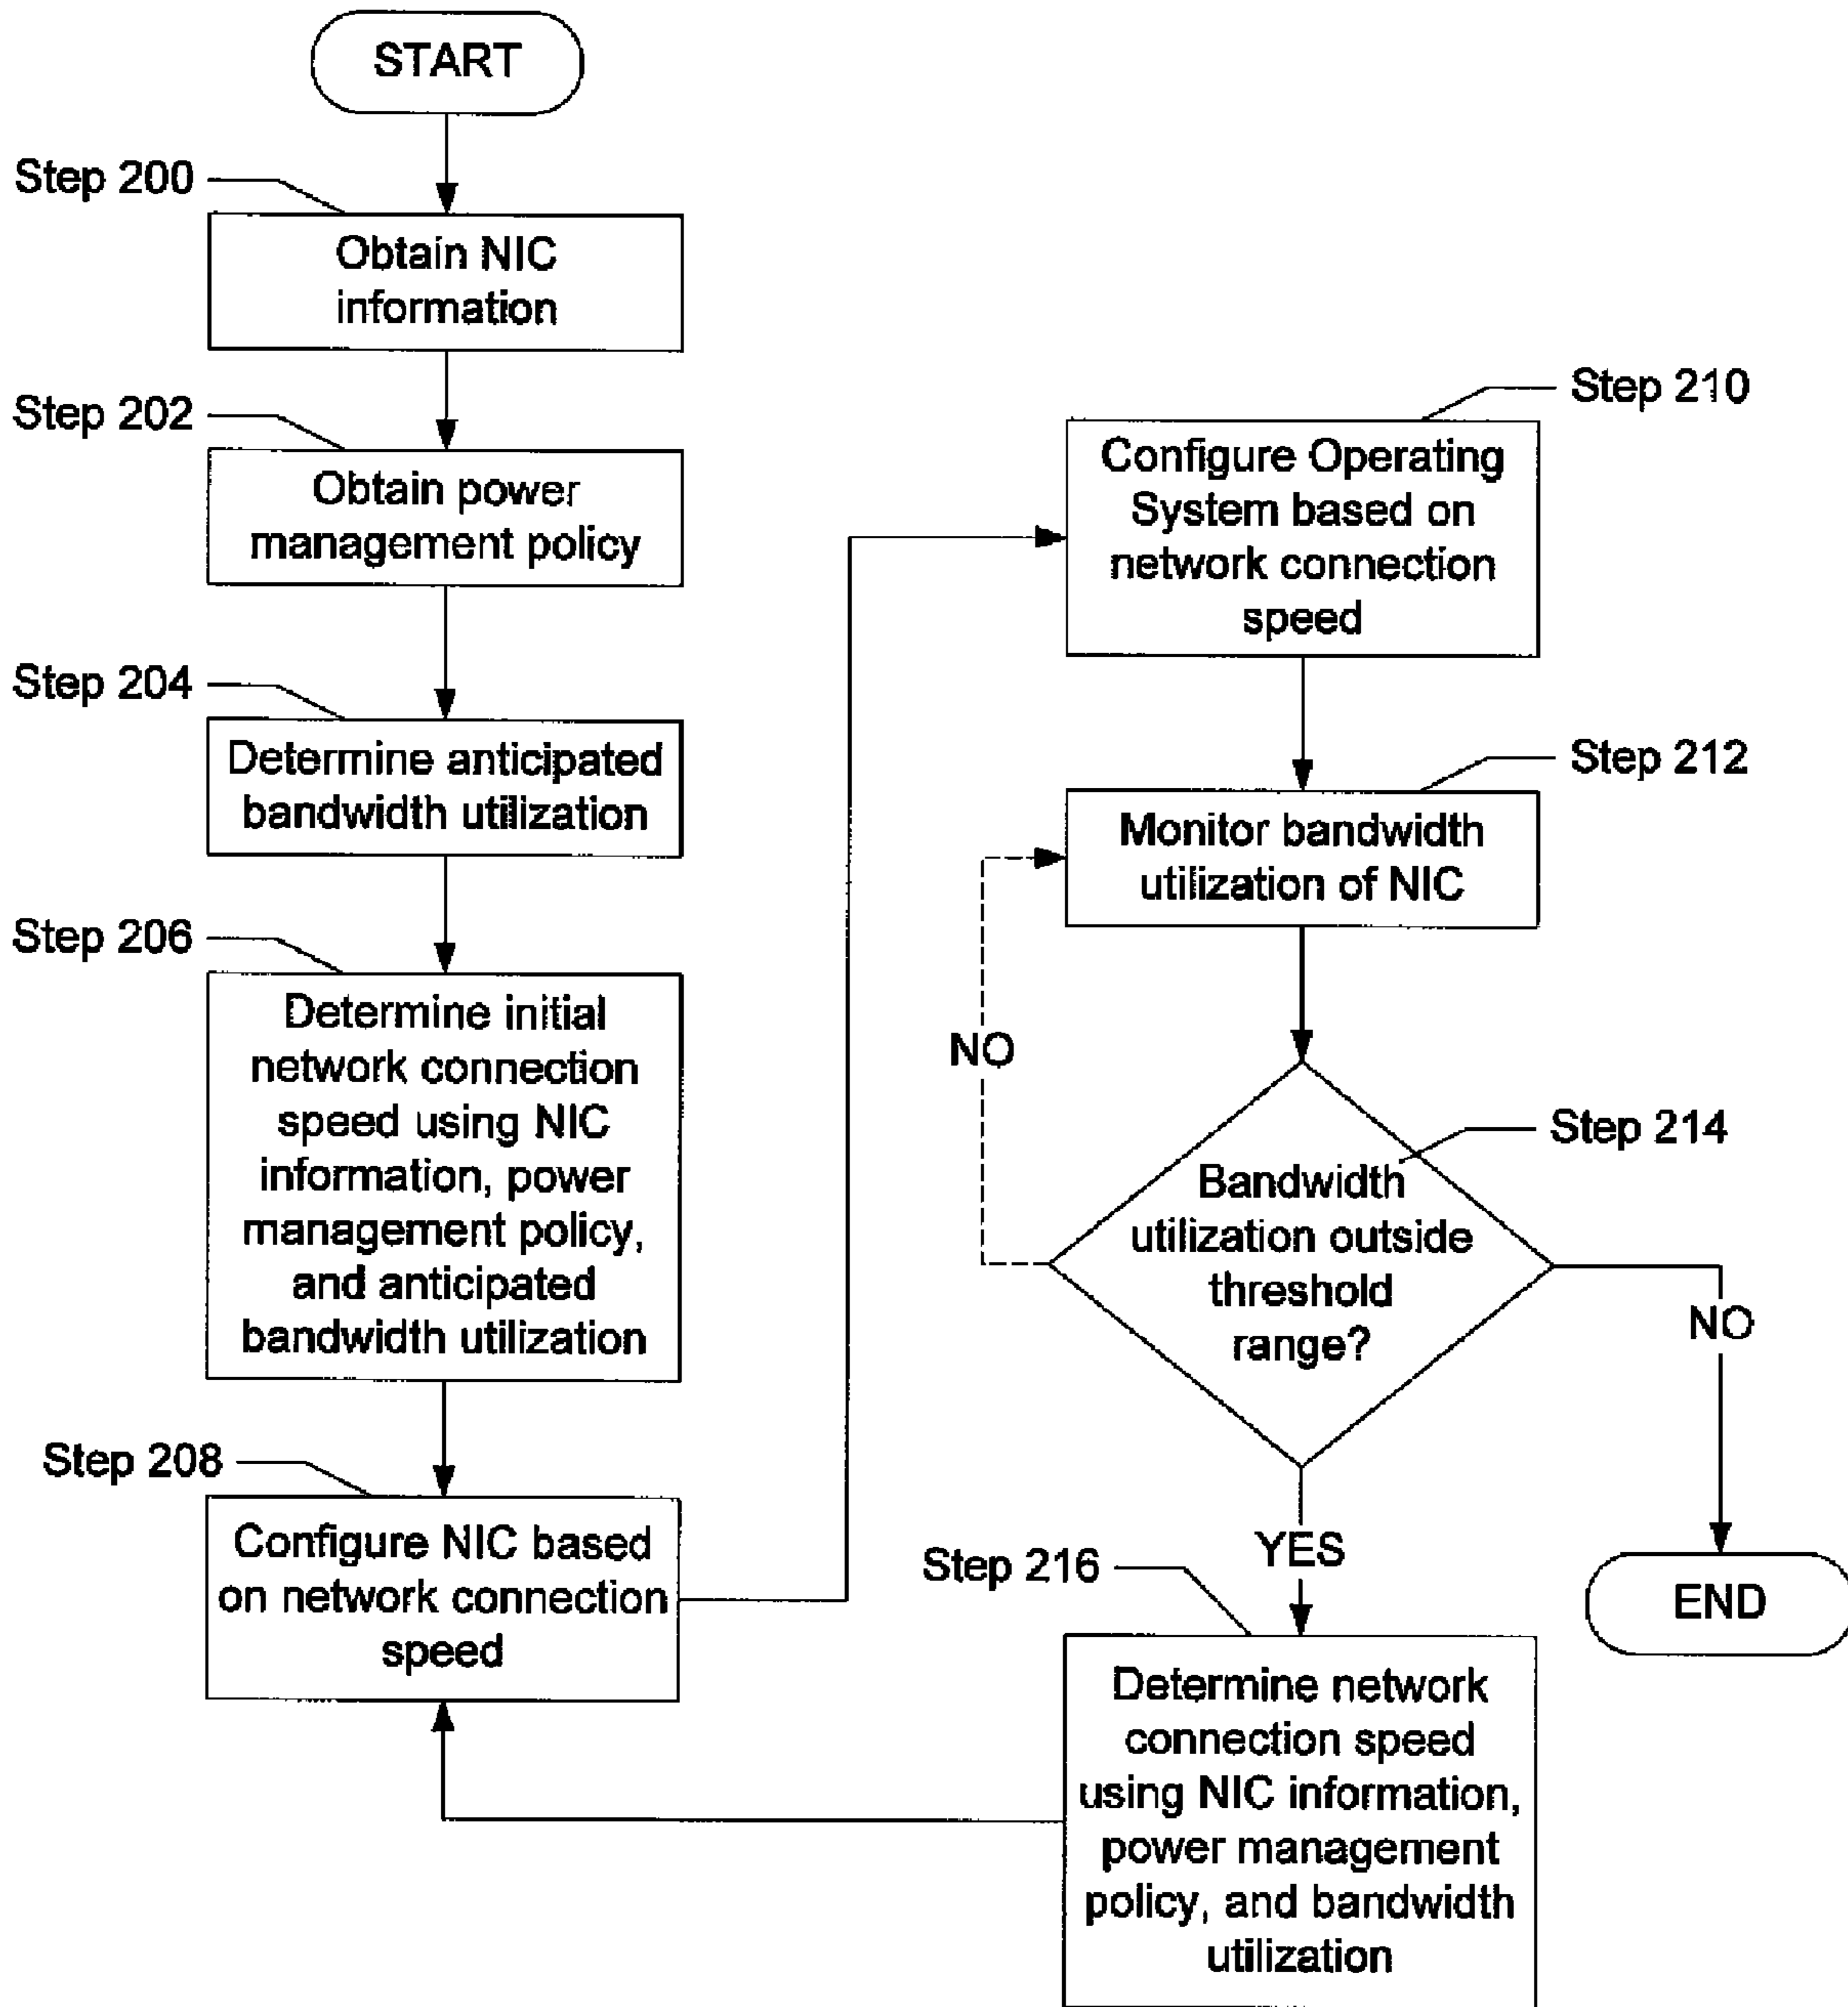 START
Step 200
Obtain NIC
information
Step 202
Obtain power
management policy
Step 204
Determine anticipated
bandwidth utilization
Step 206
Determine initial
network connection
speed using NIC
information, power
management policy,
and anticipated
bandwidth utilization
Step 208
Configure NIC based
on network connection
speed
Step 210
Configure Operating
System based on
network connection
speed
Step 212
Monitor bandwidth
utilization of NIC
NO
Step 214
Bandwidth
utilization outside
threshold
range?
NO
YES
END
Step 216
Determine network
connection speed
using NIC information,
power management
policy, and bandwidth
utilization